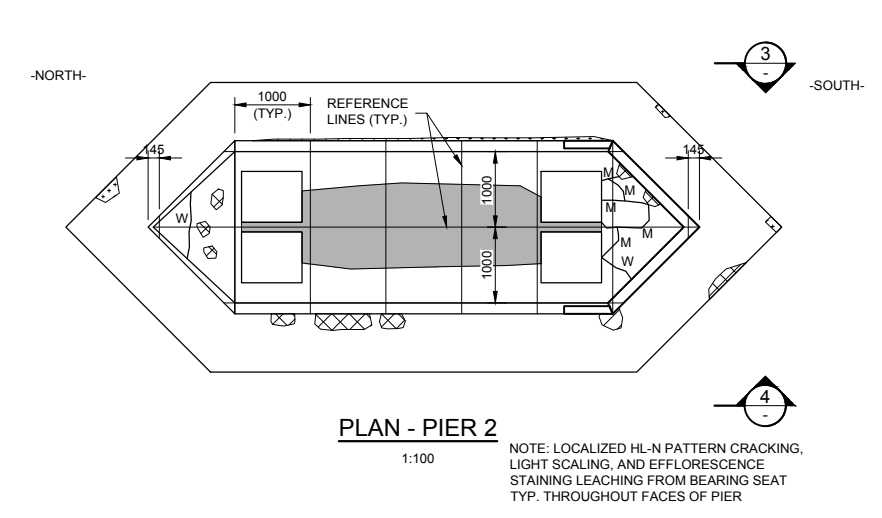 3
-
-NORTH-
-SOUTH-
1000
(TYP.)
REFERENCE
LINES (TYP.)
145
145
M
M
1000
M
W
M
M
1000
W
4
-
PLAN - PIER 2
1:100
NOTE: LOCALIZED HL-N PATTERN CRACKING,
LIGHT SCALING, AND EFFLORESCENCE
STAINING LEACHING FROM BEARING SEAT
TYP. THROUGHOUT FACES OF PIER